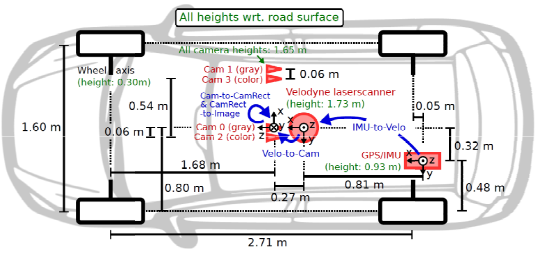 All heights wrt. road surface
All camera heights: 1.65 m
Wheel axis
(height: 0.30m)
Cam 1 (gray)
Cam 3 (color)
0.06 m
Cam-to-CamRect
& CamRect
-to-Image
Velodyne laserscanner
(height: 1.73 m)
0.54 m
0.05 m
x
1.60 m
0.06 m
Cam 0 (gray)
Cam 2 (color)
z
x
z
y
IMU-to-Velo
Velo-to-Cam
0.32 m
GPS/IMU
(height: 0.93 m)
x
z
y
1.68 m
0.80 m
0.81 m
0.48 m
0.27 m
2.71 m